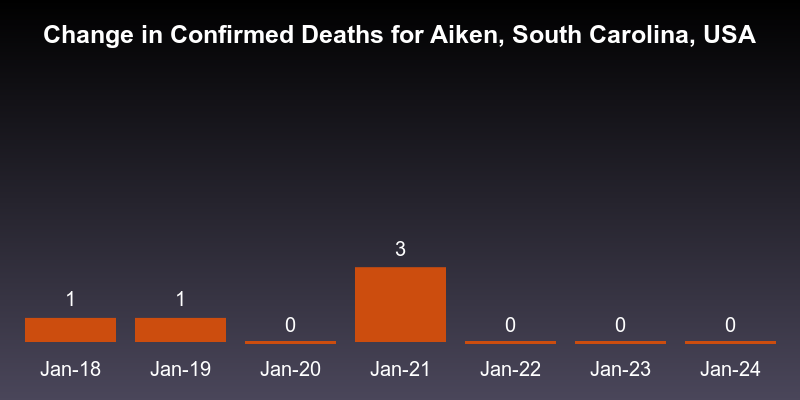 Change in Confirmed Deaths for Aiken, South Carolina, USA
3
1 1
0 0 0 0
Jan-18 Jan-19 Jan-20 Jan-21 Jan-22 Jan-23 Jan-24